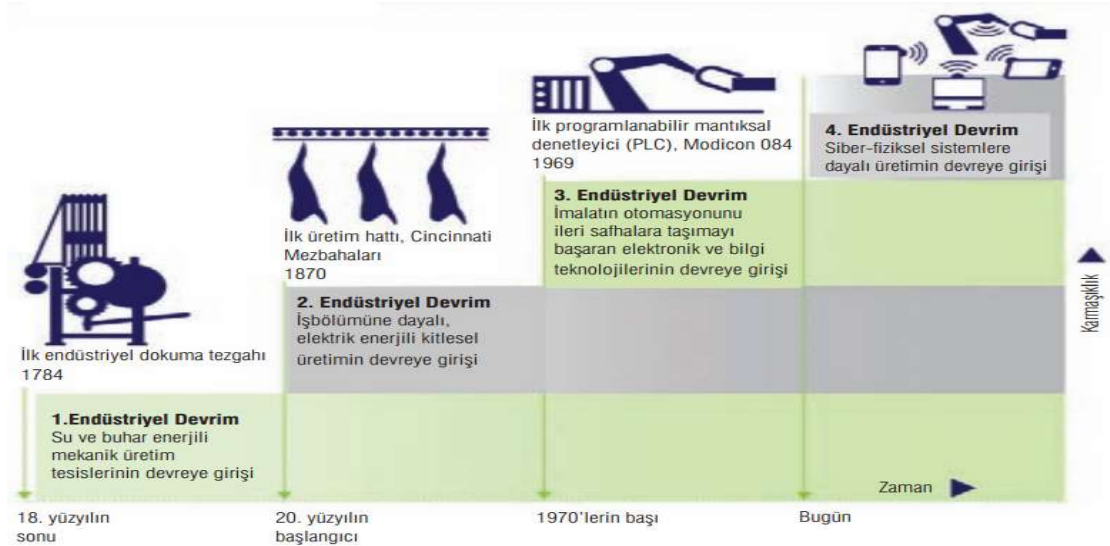 İlk endüstriyel dokuma tezgahı
1784
1.Endüstriyel Devrim
Su ve buhar enerjili
mekanik üretim
tesislerinin devreye girişi
18. yüzyılın
sonu
İlk üretim hattı, Cincinnati
Mezbahaları
1870
2. Endüstriyel Devrim
İşbölümüne dayalı,
elektrik enerjili kitlesel
üretimin devreye girişi
20. yüzyılın
başlangıcı
İlk programlanabilir mantıksal
denetleyici (PLC), Modicon 084
1969
3. Endüstriyel Devrim
İmalatın otomasyonunu
ileri safhalara taşımayı
başaran elektronik ve bilgi
teknolojilerinin devreye girişi
1970'lerin başı
4. Endüstriyel Devrim
Siber-fiziksel sistemlere
dayalı üretimin devreye girişi
Bugün
Zaman
Karmaşıklık